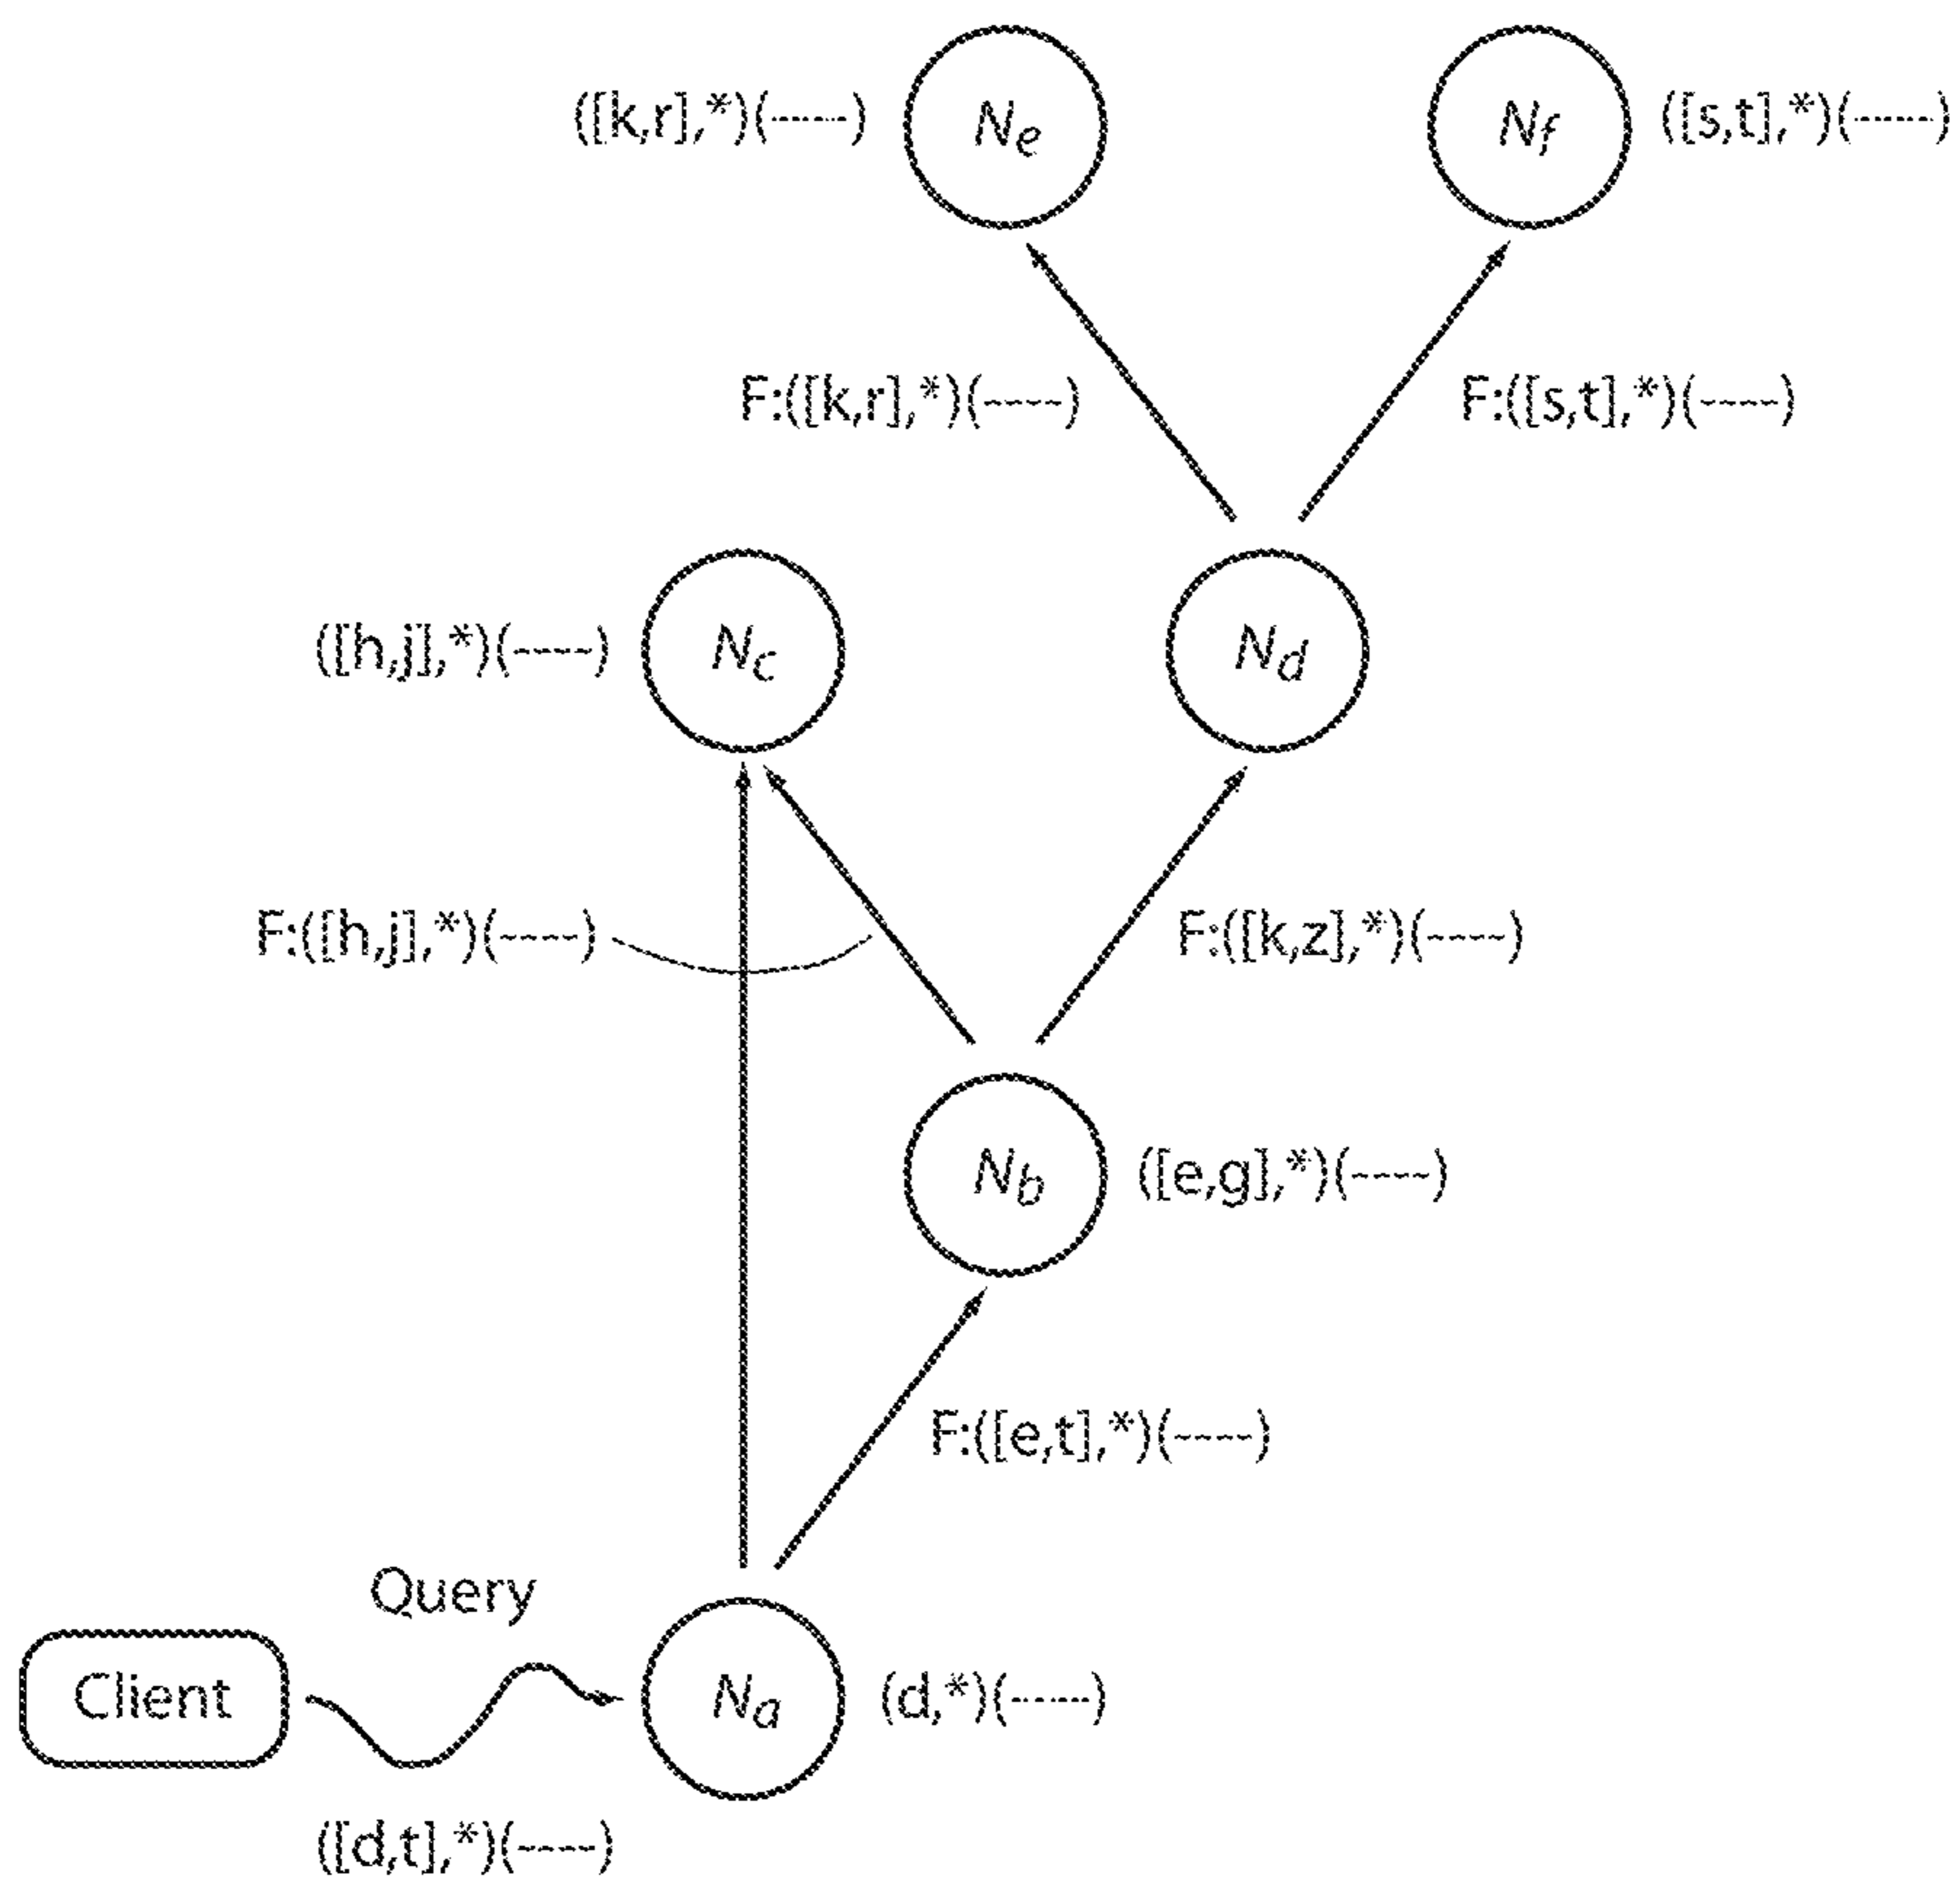 ([k,r],*)(----) Ne Nf ([s,t],*)(----)
F:([k,r],*)(----) F:([s,t],*)(----)
([h,j],*)(----) Nc Nd
F:([h,j],*)(----) F:([k,z],*)(----)
Nb ([e,g],*)(----)
F:([e,t],*)(----)
Query
Client Na (d,*)(----)
([d,t],*)(----)